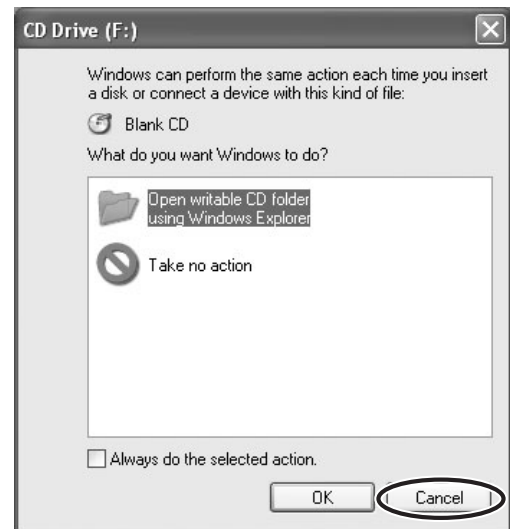 CD Drive (F:)
Windows can perform the same action each time you insert
a disk or connect a device with this kind of file:
Blank CD
What do you want Windows to do?
Open writable CD folder
using Windows Explorer
Take no action
Always do the selected action.
OK
Cancel